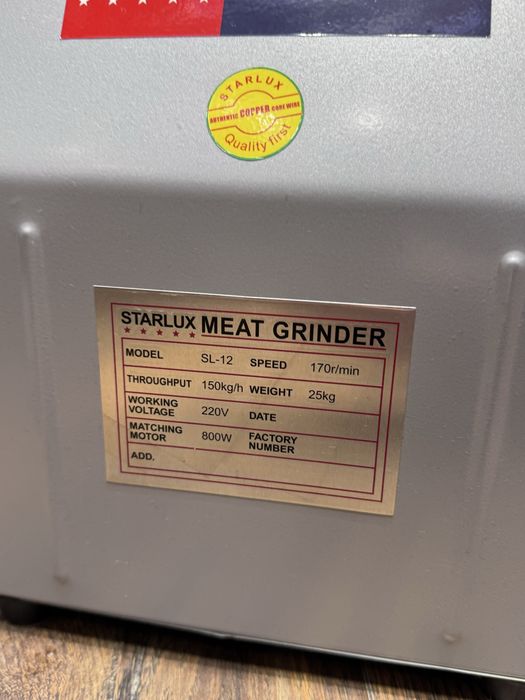 STARLUX
AUTHENTIC COPPER CORE WIRE
Quality first
STARLUX MEAT GRINDER
MODEL SL-12 SPEED 170r/min
THROUGHPUT 150kg/h WEIGHT 25kg
WORKING VOLTAGE 220V DATE
MATCHING MOTOR 800W FACTORY NUMBER
ADD.